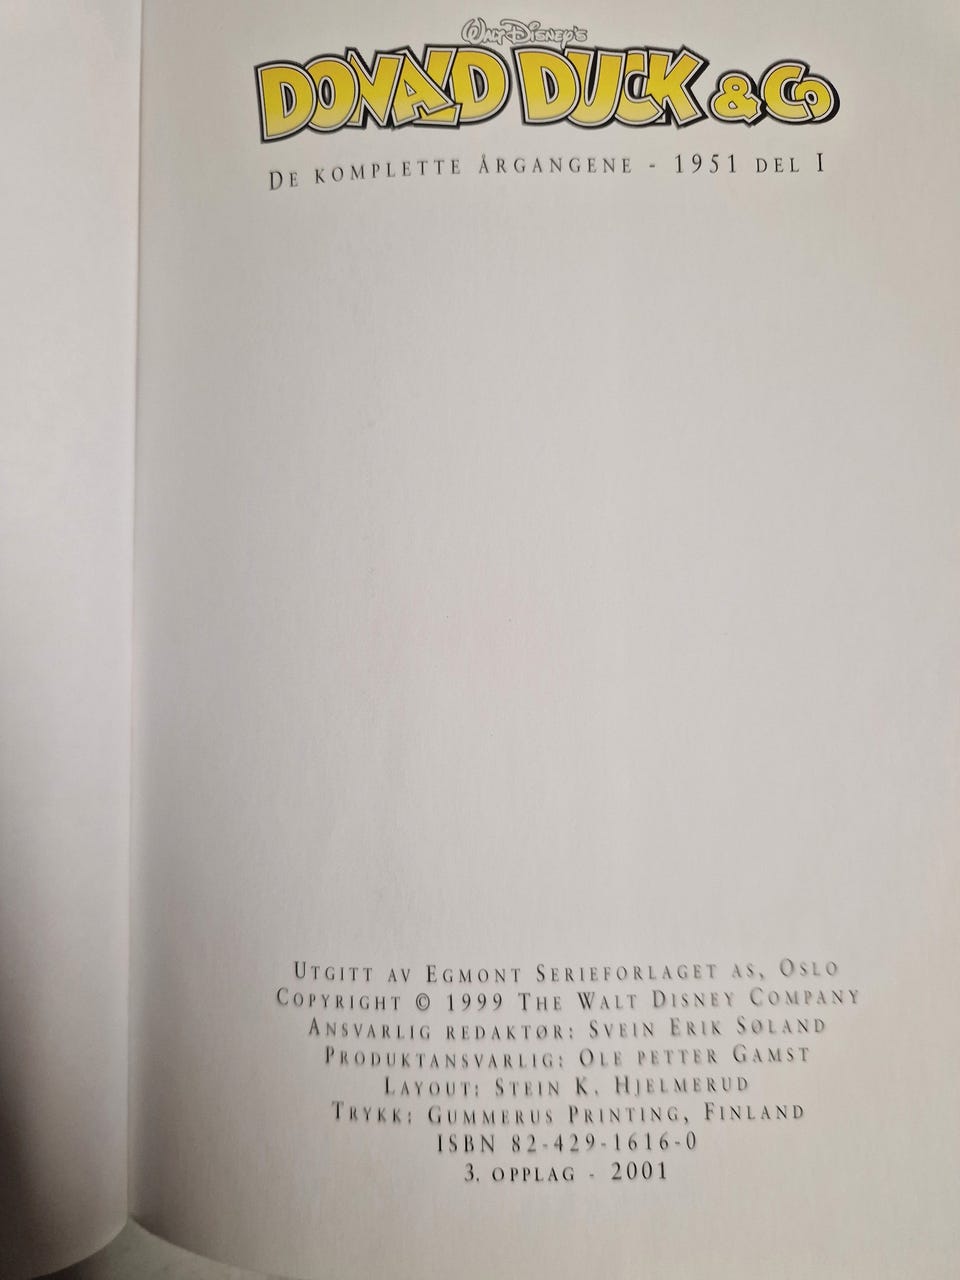 Walt Disney's
DONALD DUCK & CO
DE KOMPLETTE ÅRGANGENE - 1951 DEL I
UTGITT AV EGMONT SERIEFORLAGET AS, OSLO
COPYRIGHT © 1999 THE WALT DISNEY COMPANY
ANSVARLIG REDAKTØR: SVEIN ERIK SØLAND
PRODUKTANSVARLIG: OLE PETTER GAMST
LAYOUT: STEIN K. HJELMERUD
TRYKK: GUMMERUS PRINTING, FINLAND
ISBN 82-429-1616-0
3. OPPLAG - 2001